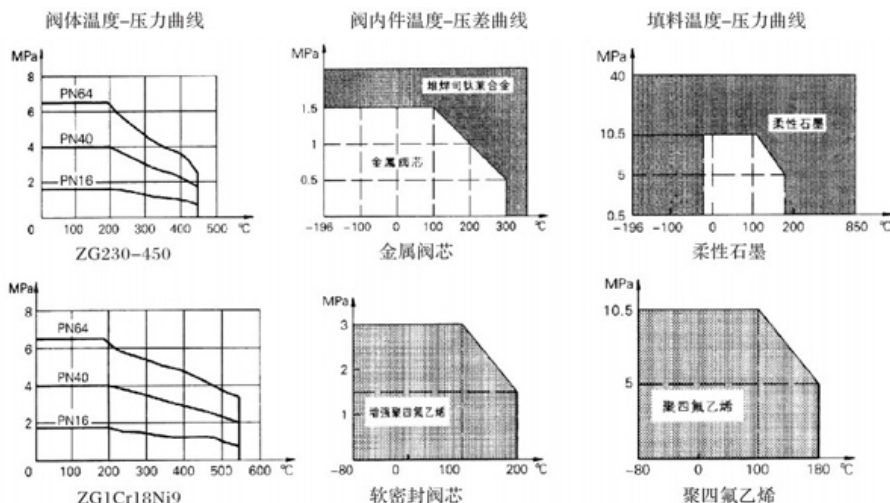 阀体温度-压力曲线
阀内件温度-压差曲线
填料温度-压力曲线
MPa
8
6
4
2
PN64
PN40
PN16
0 100 200 300 400 500 ℃
ZG230-450
MPa
1.5
1
0.5
堆焊司钛莱合金
金属阀芯
-196 -100 0 100 200 300 ℃
金属阀芯
MPa
40
10.5
5
0.5
柔性石墨
-196 -100 0 100 200 850 ℃
柔性石墨
MPa
8
6
4
2
PN64
PN40
PN16
0 100 200 300 400 500 600 ℃
ZG1Cr18Ni9
MPa
3
2
1
增强聚四氟乙烯
-80 0 100 200 ℃
软密封阀芯
MPa
10.5
5
聚四氟乙烯
-80 0 100 180 ℃
聚四氟乙烯